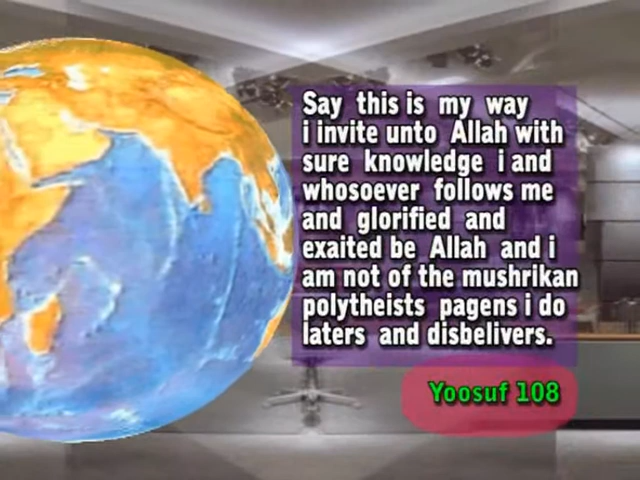 Say this is my way
i invite unto Allah with
sure knowledge i and
whosoever follows me
and glorified and
exaited be Allah and i
am not of the mushrikan
polytheists pagens i do
laters and disbelivers.
Yoosuf 108